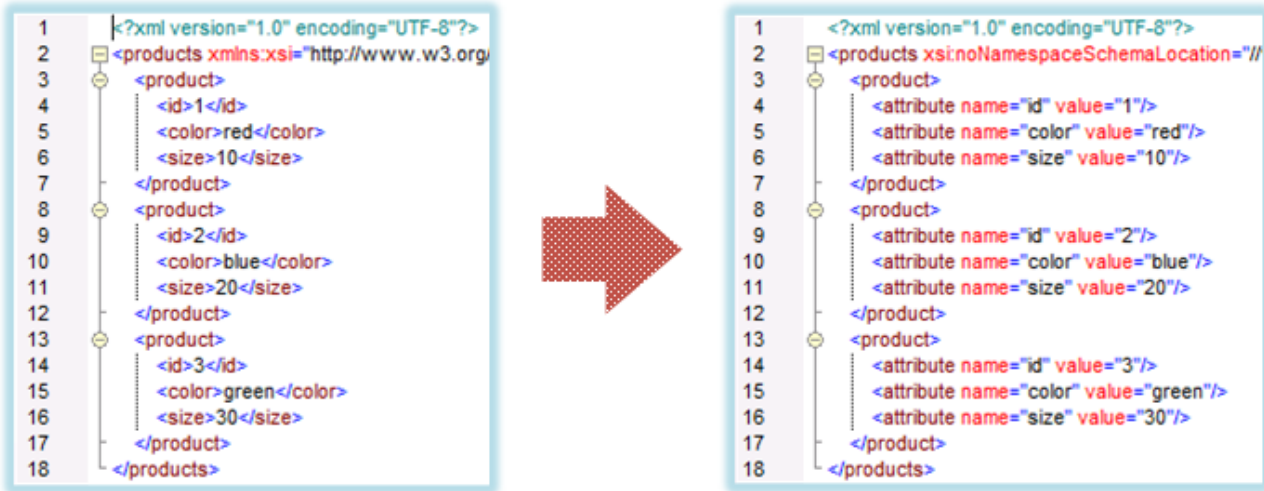 1 <?xml version="1.0" encoding="UTF-8"?>
2 <products xmlns:xsi="http://www.w3.org/
3 <product>
4 <id>1</id>
5 <color>red</color>
6 <size>10</size>
7 </product>
8 <product>
9 <id>2</id>
10 <color>blue</color>
11 <size>20</size>
12 </product>
13 <product>
14 <id>3</id>
15 <color>green</color>
16 <size>30</size>
17 </product>
18 </products>
1 <?xml version="1.0" encoding="UTF-8"?>
2 <products xsi:noNamespaceSchemaLocation="//
3 <product>
4 <attribute name="id" value="1"/>
5 <attribute name="color" value="red"/>
6 <attribute name="size" value="10"/>
7 </product>
8 <product>
9 <attribute name="id" value="2"/>
10 <attribute name="color" value="blue"/>
11 <attribute name="size" value="20"/>
12 </product>
13 <product>
14 <attribute name="id" value="3"/>
15 <attribute name="color" value="green"/>
16 <attribute name="size" value="30"/>
17 </product>
18 </products>